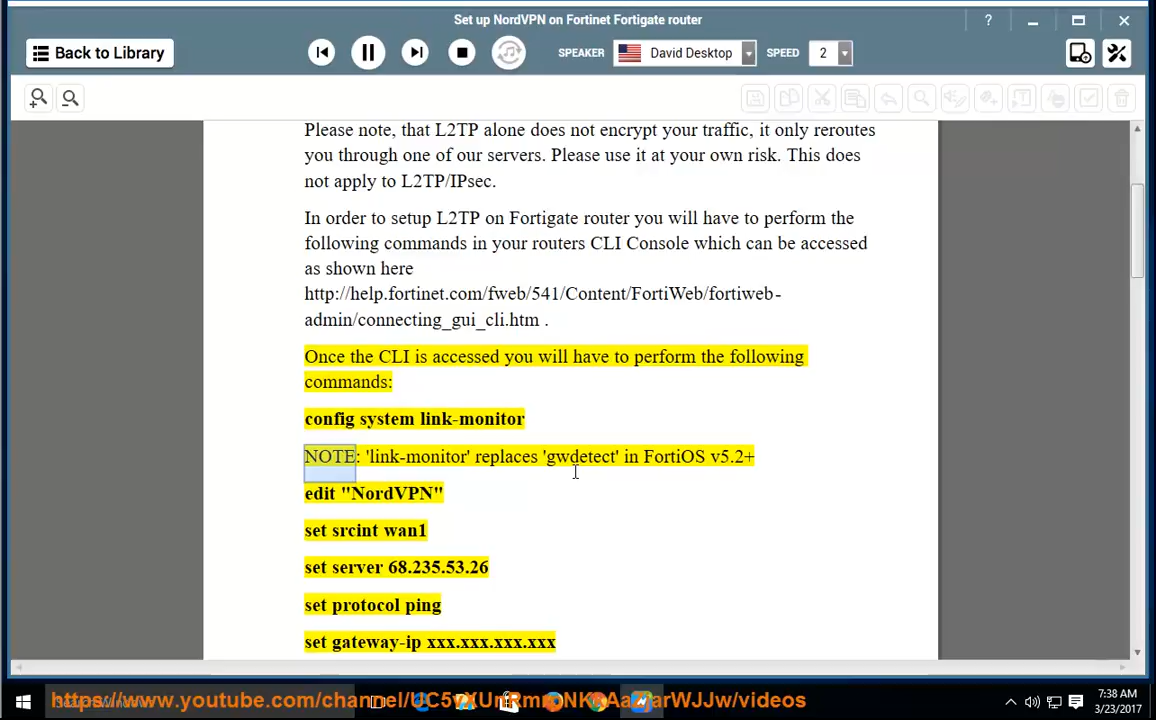 Set up NordVPN on Fortinet Fortigate router
Back to Library
SPEAKER
David Desktop
SPEED
2
Please note, that L2TP alone does not encrypt your traffic, it only reroutes
you through one of our servers. Please use it at your own risk. This does
not apply to L2TP/IPsec.
In order to setup L2TP on Fortigate router you will have to perform the
following commands in your routers CLI Console which can be accessed
as shown here
http://help.fortinet.com/fweb/541/Content/FortiWeb/fortiweb-
admin/connecting_gui_cli.htm .
Once the CLI is accessed you will have to perform the following
commands:
config system link-monitor
NOTE: 'link-monitor' replaces 'gwdetect' in FortiOS v5.2+
edit "NordVPN"
set srcint wan1
set server 68.235.53.26
set protocol ping
set gateway-ip xxx.xxx.xxx.xxx
7:38 AM
3/23/2017